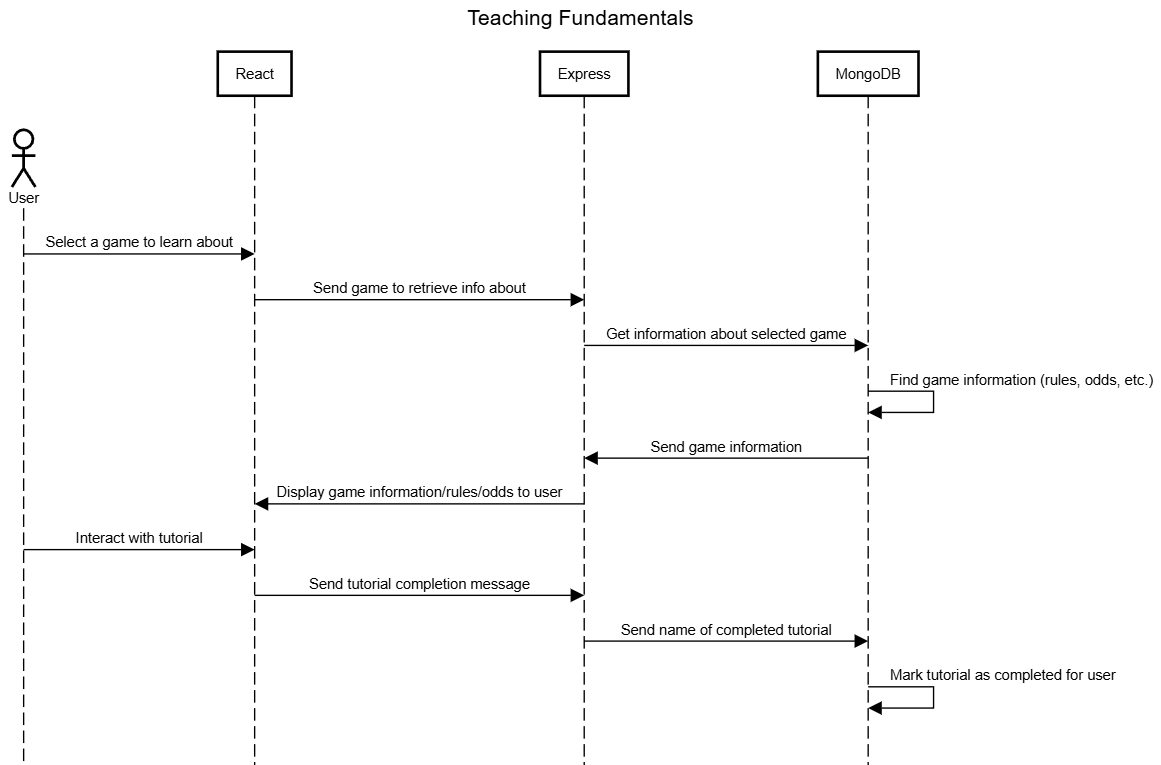 Teaching Fundamentals
React
Express
MongoDB
User
Select a game to learn about
Send game to retrieve info about
Get information about selected game
Find game information (rules, odds, etc.)
Send game information
Display game information/rules/odds to user
Interact with tutorial
Send tutorial completion message
Send name of completed tutorial
Mark tutorial as completed for user